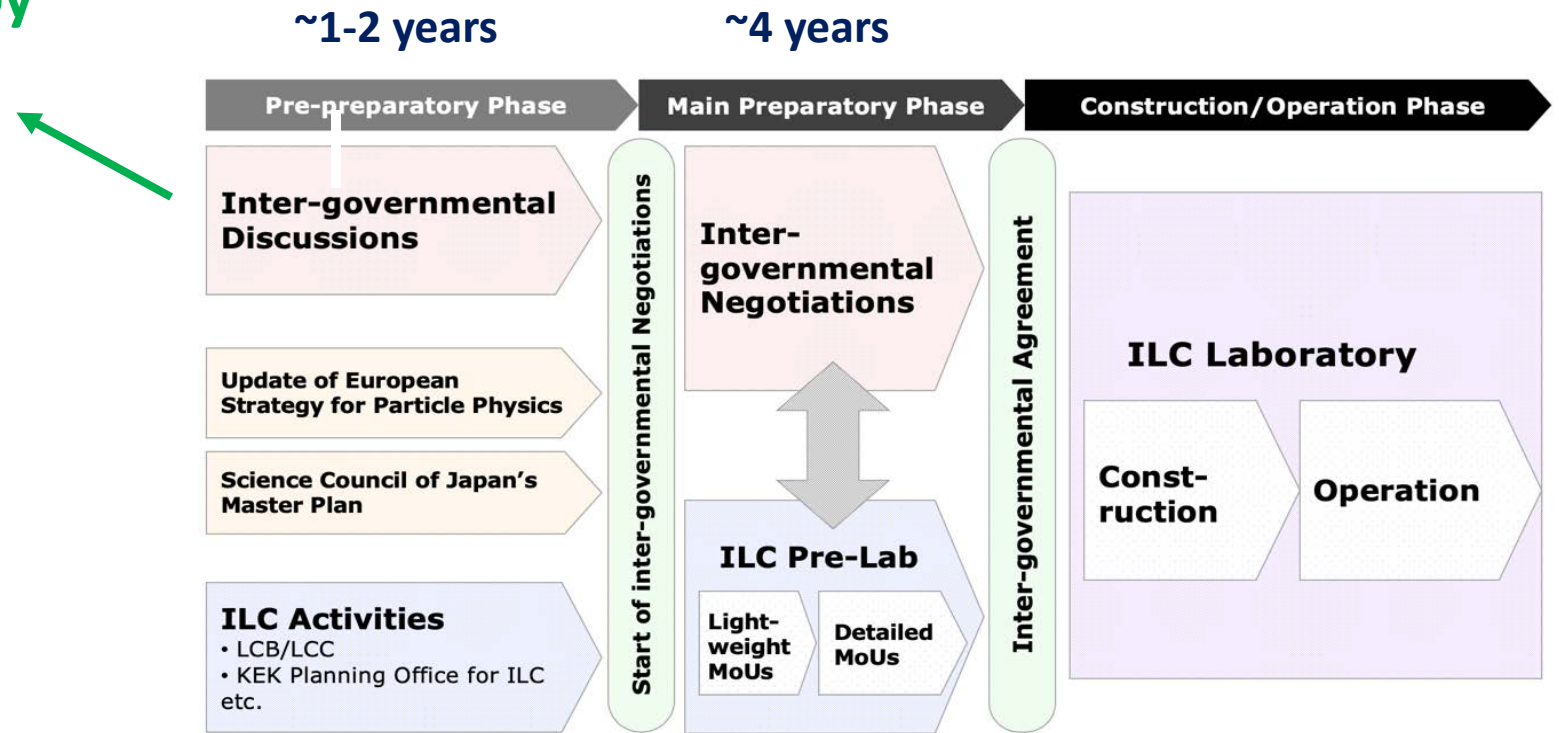 ~1-2 years
~4 years
Pre-preparatory Phase
Main Preparatory Phase
Construction/Operation Phase
Inter-governmental
Discussions
Update of European
Strategy for Particle Physics
Science Council of Japan's
Master Plan
ILC Activities
• LCB/LCC
• KEK Planning Office for ILC
etc.
Start of inter-governmental Negotiations
Inter-
governmental
Negotiations
ILC Pre-Lab
Light-
weight
MoUs
Detailed
MoUs
Inter-governmental Agreement
ILC Laboratory
Const-
ruction
Operation